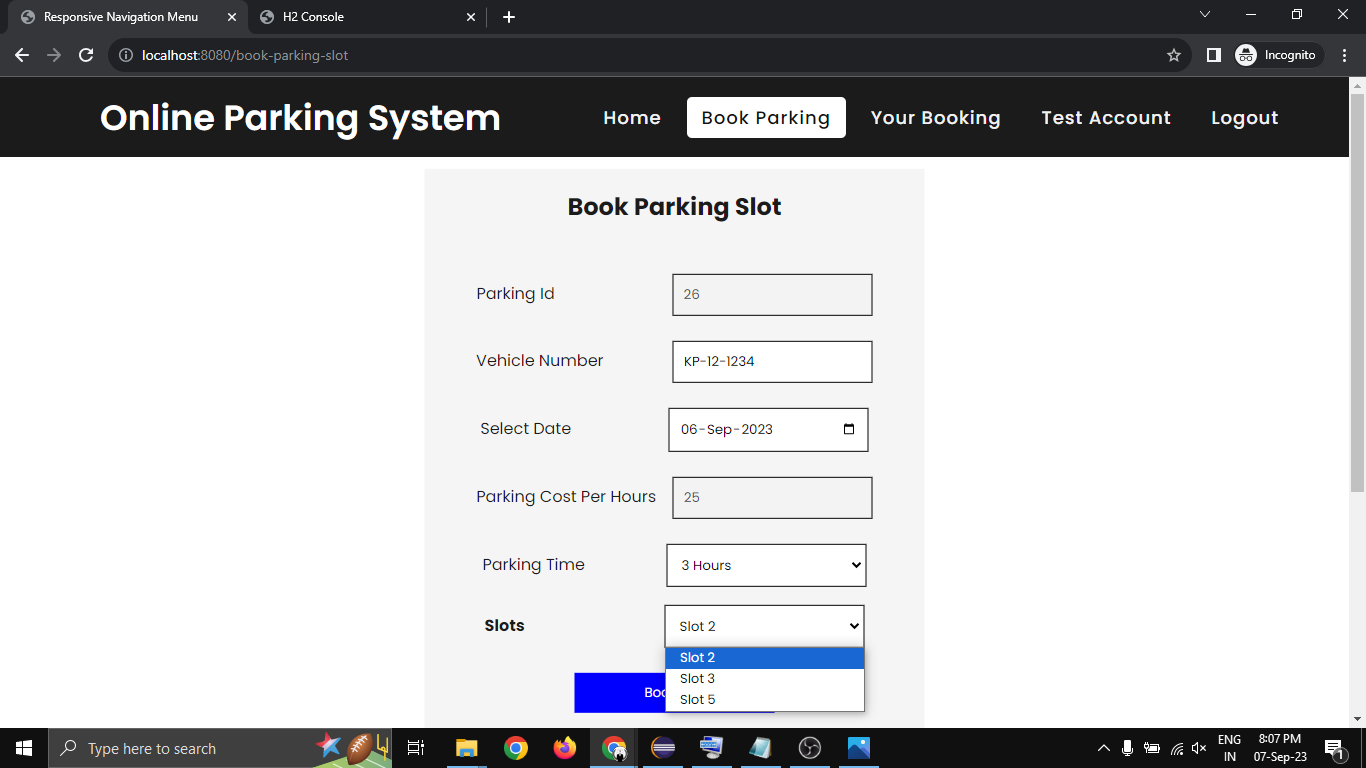 Responsive Navigation Menu
H2 Console
localhost:8080/book-parking-slot
Incognito
Online Parking System
Home
Book Parking
Your Booking
Test Account
Logout
Book Parking Slot
Parking Id
26
Vehicle Number
KP-12-1234
Select Date
06-Sep-2023
Parking Cost Per Hours
25
Parking Time
3 Hours
Slots
Slot 2
Slot 2
Slot 3
Slot 5
Type here to search
ENG
IN
8:07 PM
07-Sep-23
1